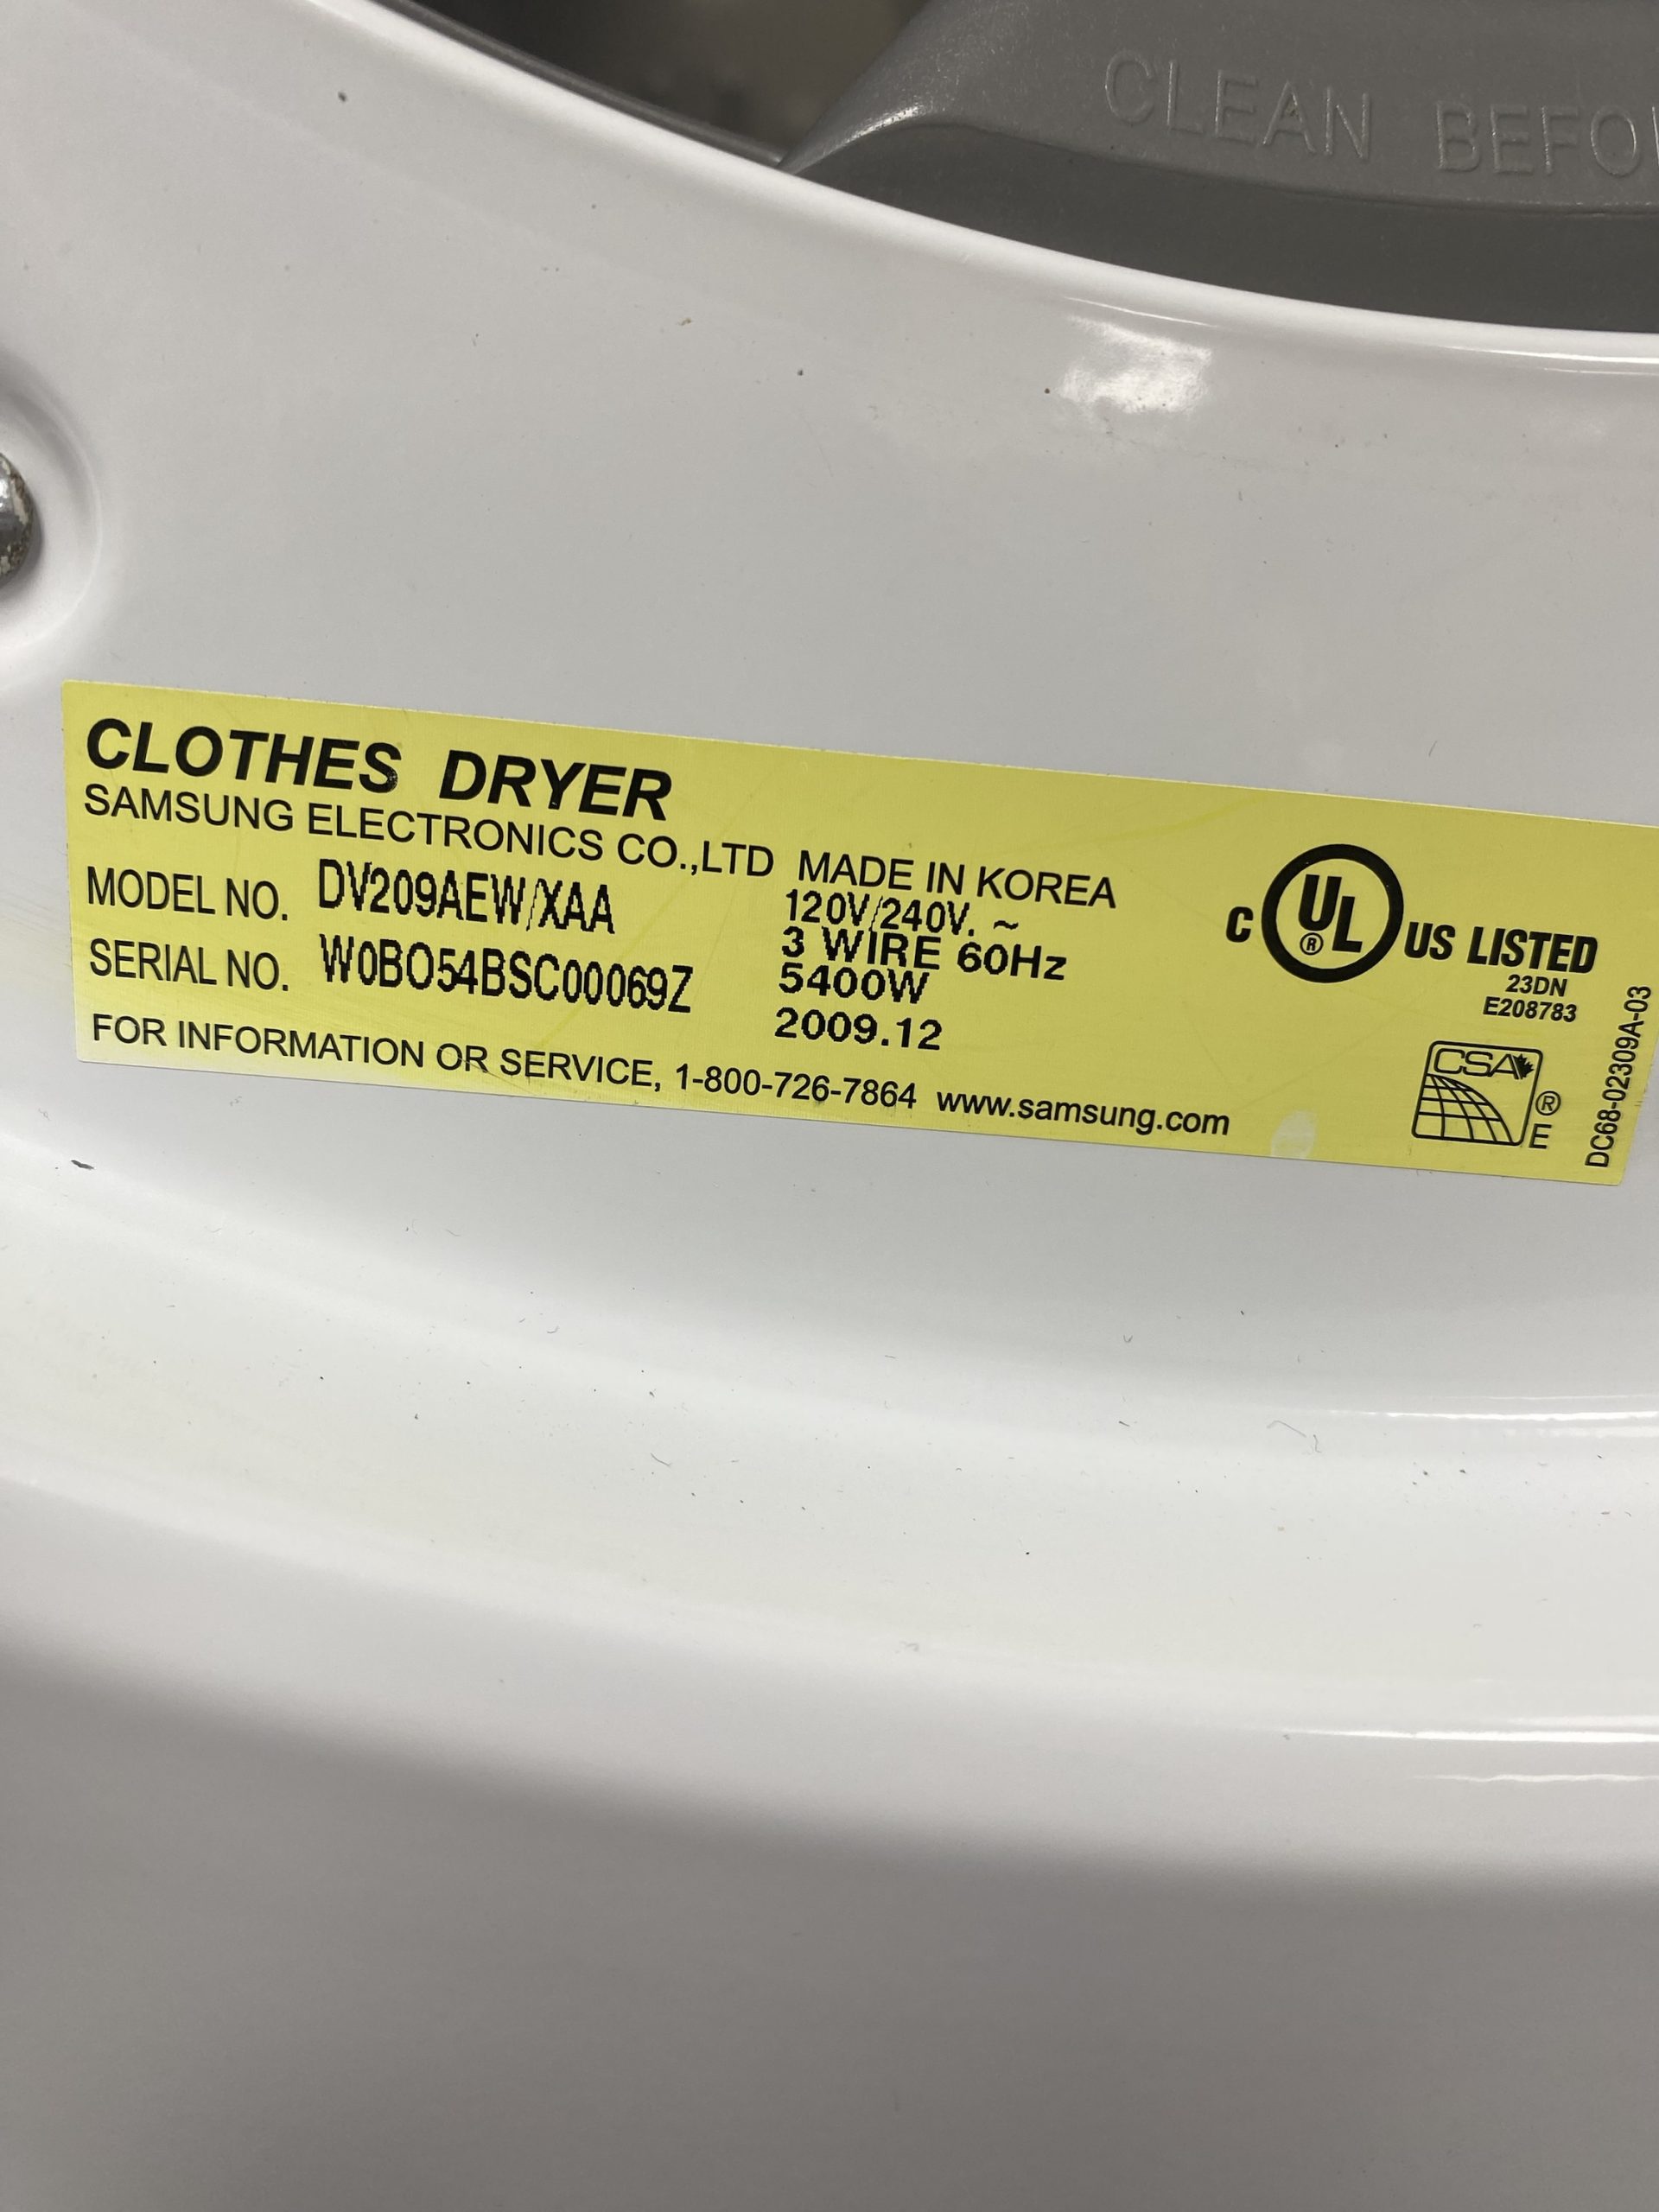 CLEAN BEFO
CLOTHES DRYER
SAMSUNG ELECTRONICS CO.,LTD MADE IN KOREA
MODEL NO. DV209AEW/XAA
120V/240V. ~
3 WIRE 60Hz
SERIAL NO. W0BO54BSC00069Z
5400W
2009.12
FOR INFORMATION OR SERVICE, 1-800-726-7864 www.samsung.com
C UL ® US LISTED
23DN
E208783
CSA ®
E
DC68-02309A-03